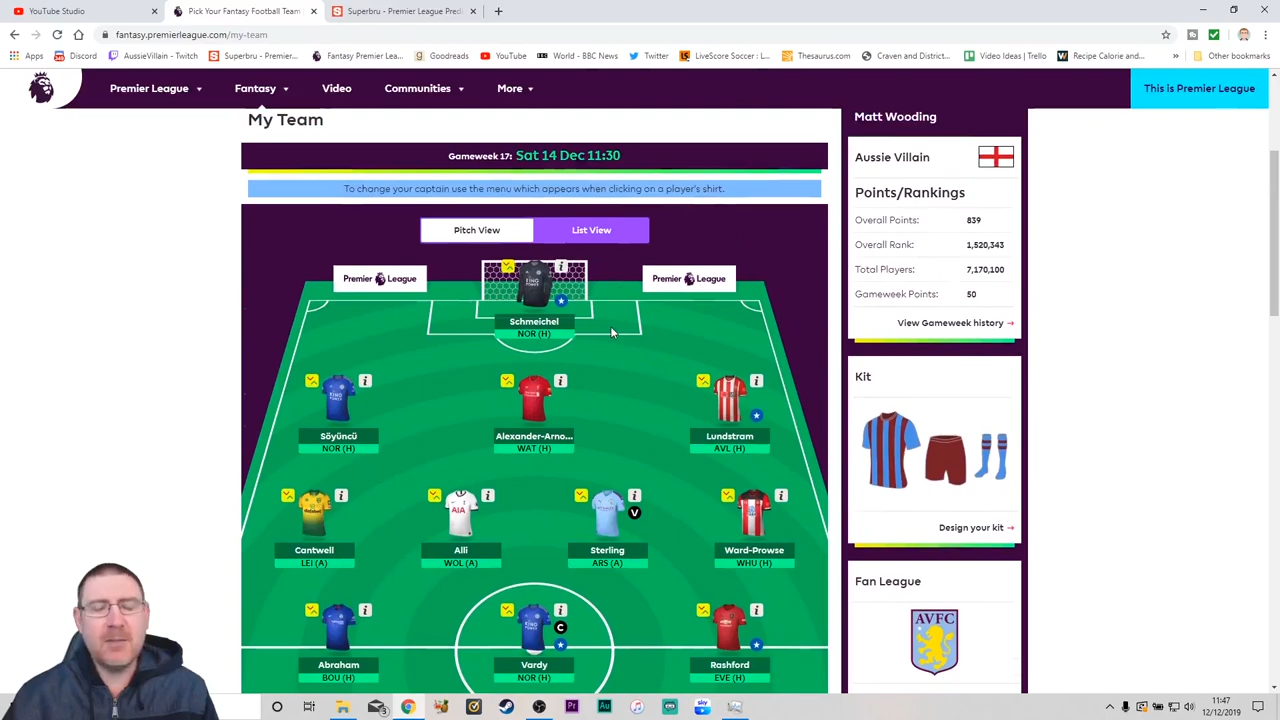 YouTube Studio
Pick Your Fantasy Football Team
Superbru - Premier League Pred
fantasy.premierleague.com/my-team
Apps
Discord
AussieVillain - Twitch
Superbru - Premier...
Fantasy Premier Lea...
Goodreads
YouTube
World - BBC News
Twitter
LiveScore Soccer : L...
Thesaurus.com
Craven and District...
Video Ideas | Trello
Recipe Calorie and...
Other bookmarks
Premier League
Fantasy
Video
Communities
More
This is Premier League
My Team
Gameweek 17: Sat 14 Dec 11:30
To change your captain use the menu which appears when clicking on a player's shirt.
Pitch View
List View
Premier League
Premier League
Schmeichel
NOR (H)
Söyüncü
NOR (H)
Alexander-Arno...
WAT (H)
Lundstram
AVL (H)
AIA
V
Cantwell
LEI (A)
Alli
WOL (A)
Sterling
ARS (A)
Ward-Prowse
WHU (H)
C
Abraham
BOU (H)
Vardy
NOR (H)
Rashford
EVE (H)
Matt Wooding
Aussie Villain
Points/Rankings
Overall Points: 839
Overall Rank: 1,520,343
Total Players: 7,170,100
Gameweek Points: 50
View Gameweek history
Kit
Design your kit
Fan League
AVFC
11:47
12/12/2019